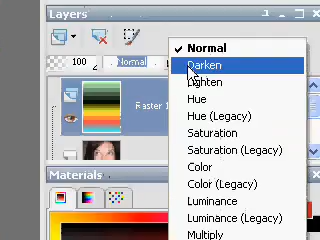 Layers
100
Normal
Raster 1
Normal
Darken
Lighten
Hue
Hue (Legacy)
Saturation
Saturation (Legacy)
Color
Color (Legacy)
Luminance
Luminance (Legacy)
Multiply
Materials